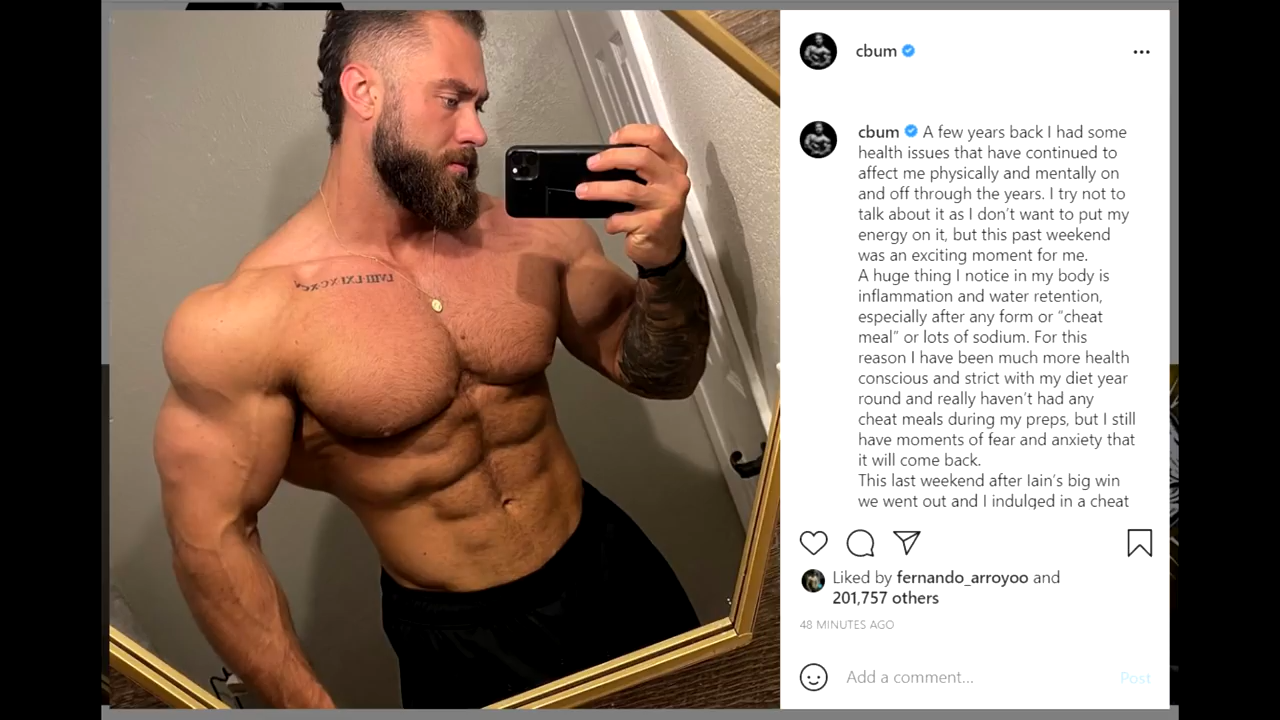 cbum
cbum A few years back I had some
health issues that have continued to
affect me physically and mentally on
and off through the years. I try not to
talk about it as I don't want to put my
energy on it, but this past weekend
was an exciting moment for me.
A huge thing I notice in my body is
inflammation and water retention,
especially after any form or “cheat
meal” or lots of sodium. For this
reason I have been much more health
conscious and strict with my diet year
round and really haven't had any
cheat meals during my preps, but I still
have moments of fear and anxiety that
it will come back.
This last weekend after Iain's big win
we went out and I indulged in a cheat
Liked by fernando_arroyoo and
201,757 others
48 MINUTES AGO
Add a comment...
Post